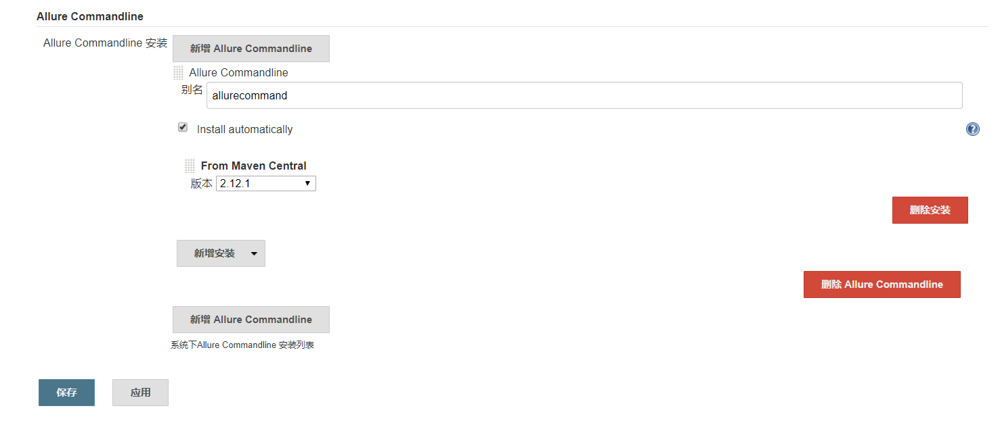 Allure Commandline
Allure Commandline 安装
新增 Allure Commandline
Allure Commandline
别名
allurecommand
Install automatically
From Maven Central
版本 2.12.1
删除安装
新增安装
删除 Allure Commandline
新增 Allure Commandline
系统下Allure Commandline 安装列表
保存 应用